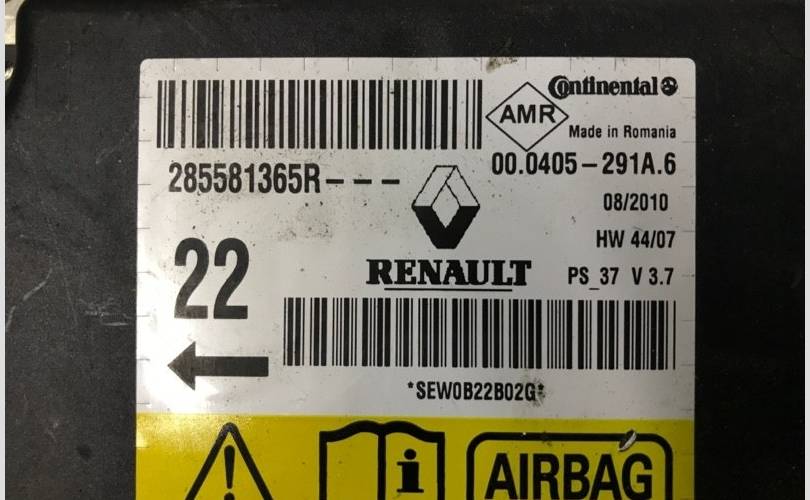 Continental
AMR
Made in Romania
285581365R---
00.0405-291A.6
08/2010
HW 44/07
22
RENAULT
PS_37 V 3.7
*SEW0B22B02G*
i
AIRBAG